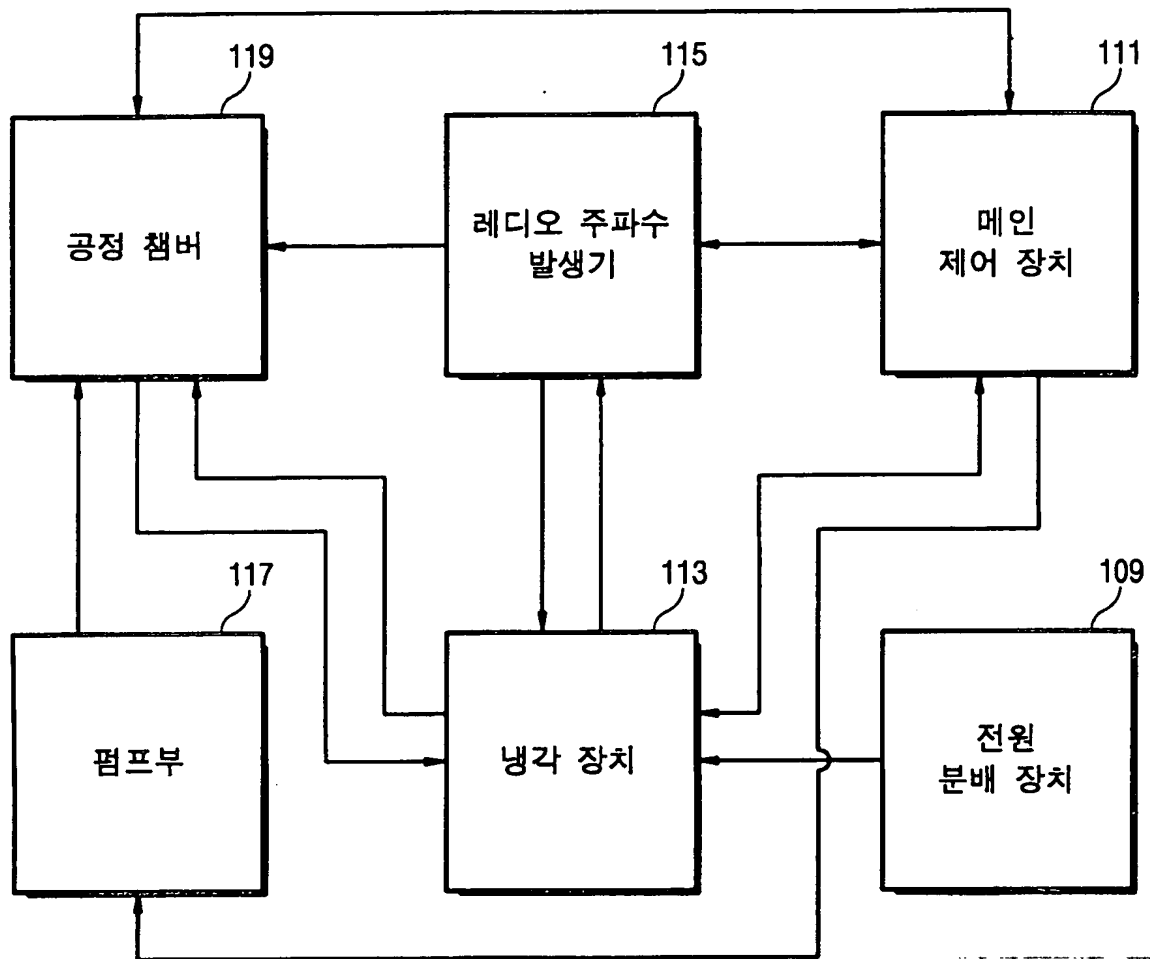 119
115
111
공정 챔버
레디오 주파수
발생기
메인
제어 장치
117
113
109
펌프부
냉각 장치
전원
분배 장치